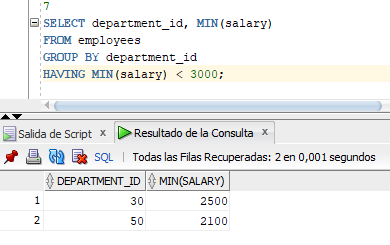 7
SELECT department_id, MIN(salary)
FROM employees
GROUP BY department_id
HAVING MIN(salary) < 3000;
Salida de Script x Resultado de la Consulta x
SQL | Todas las Filas Recuperadas: 2 en 0,001 segundos
DEPARTMENT_ID MIN(SALARY)
1 30 2500
2 50 2100